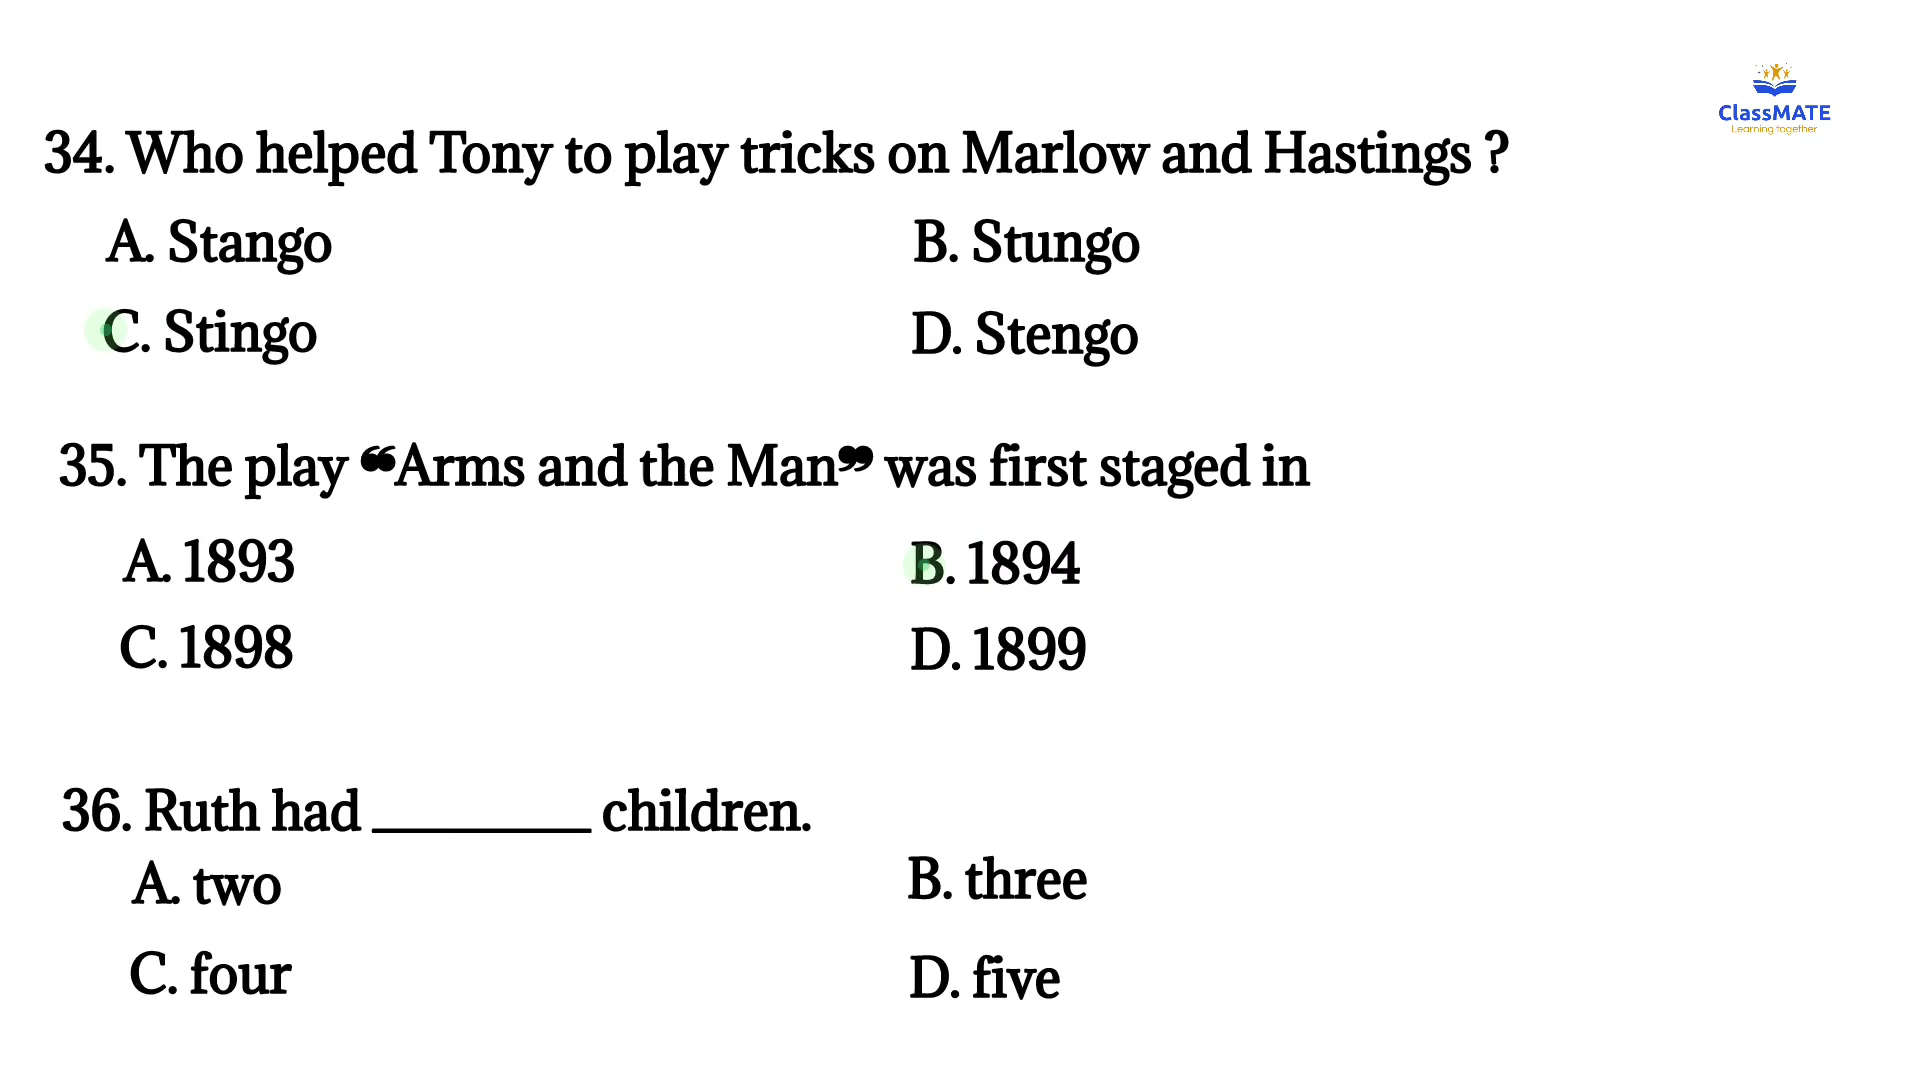 ClassMATE
Learning together
34. Who helped Tony to play tricks on Marlow and Hastings ?
A. Stango
B. Stungo
C. Stingo
D. Stengo
35. The play “Arms and the Man” was first staged in
A. 1893
B. 1894
C. 1898
D. 1899
36. Ruth had ________ children.
A. two
B. three
C. four
D. five